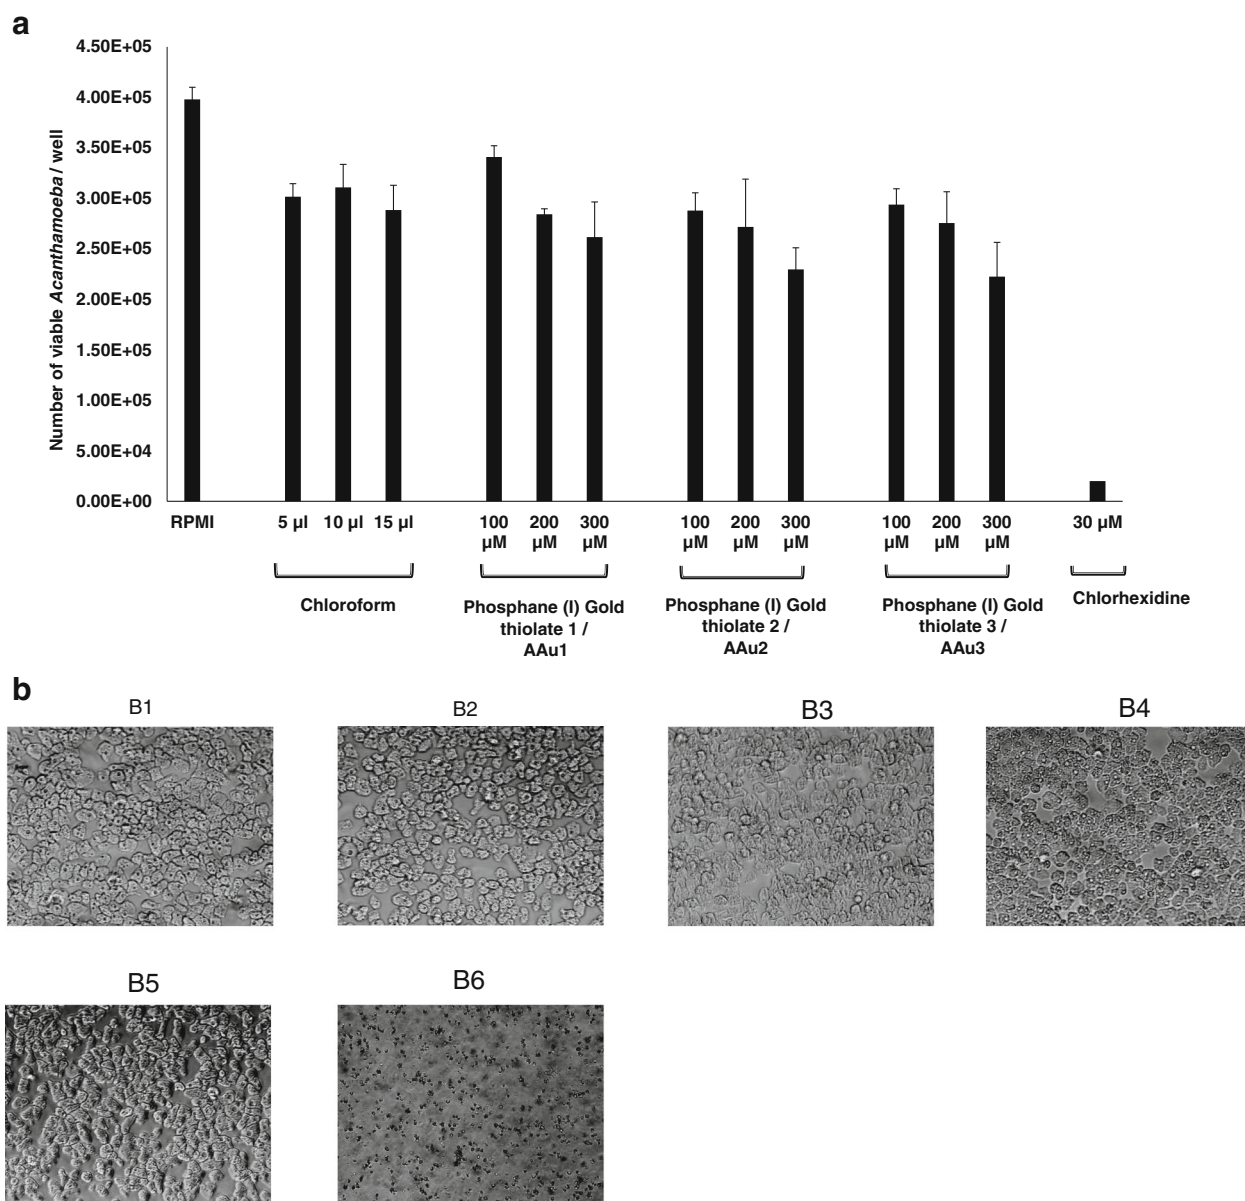 a
Number of viable Acanthamoeba / well
4.50E+05
4.00E+05
3.50E+05
3.00E+05
2.50E+05
2.00E+05
1.50E+05
1.00E+05
5.00E+04
0.00E+00
RPMI 5 µl 10 µl 15 µl 100 200 300 100 200 300 100 200 300 30 µM
µM µM µM µM µM µM µM µM µM
Chloroform
Phosphane (I) Gold
thiolate 1 /
AAu1
Phosphane (I) Gold
thiolate 2 /
AAu2
Phosphane (I) Gold
thiolate 3 /
AAu3
Chlorhexidine
b
B1 B2 B3 B4
B5 B6